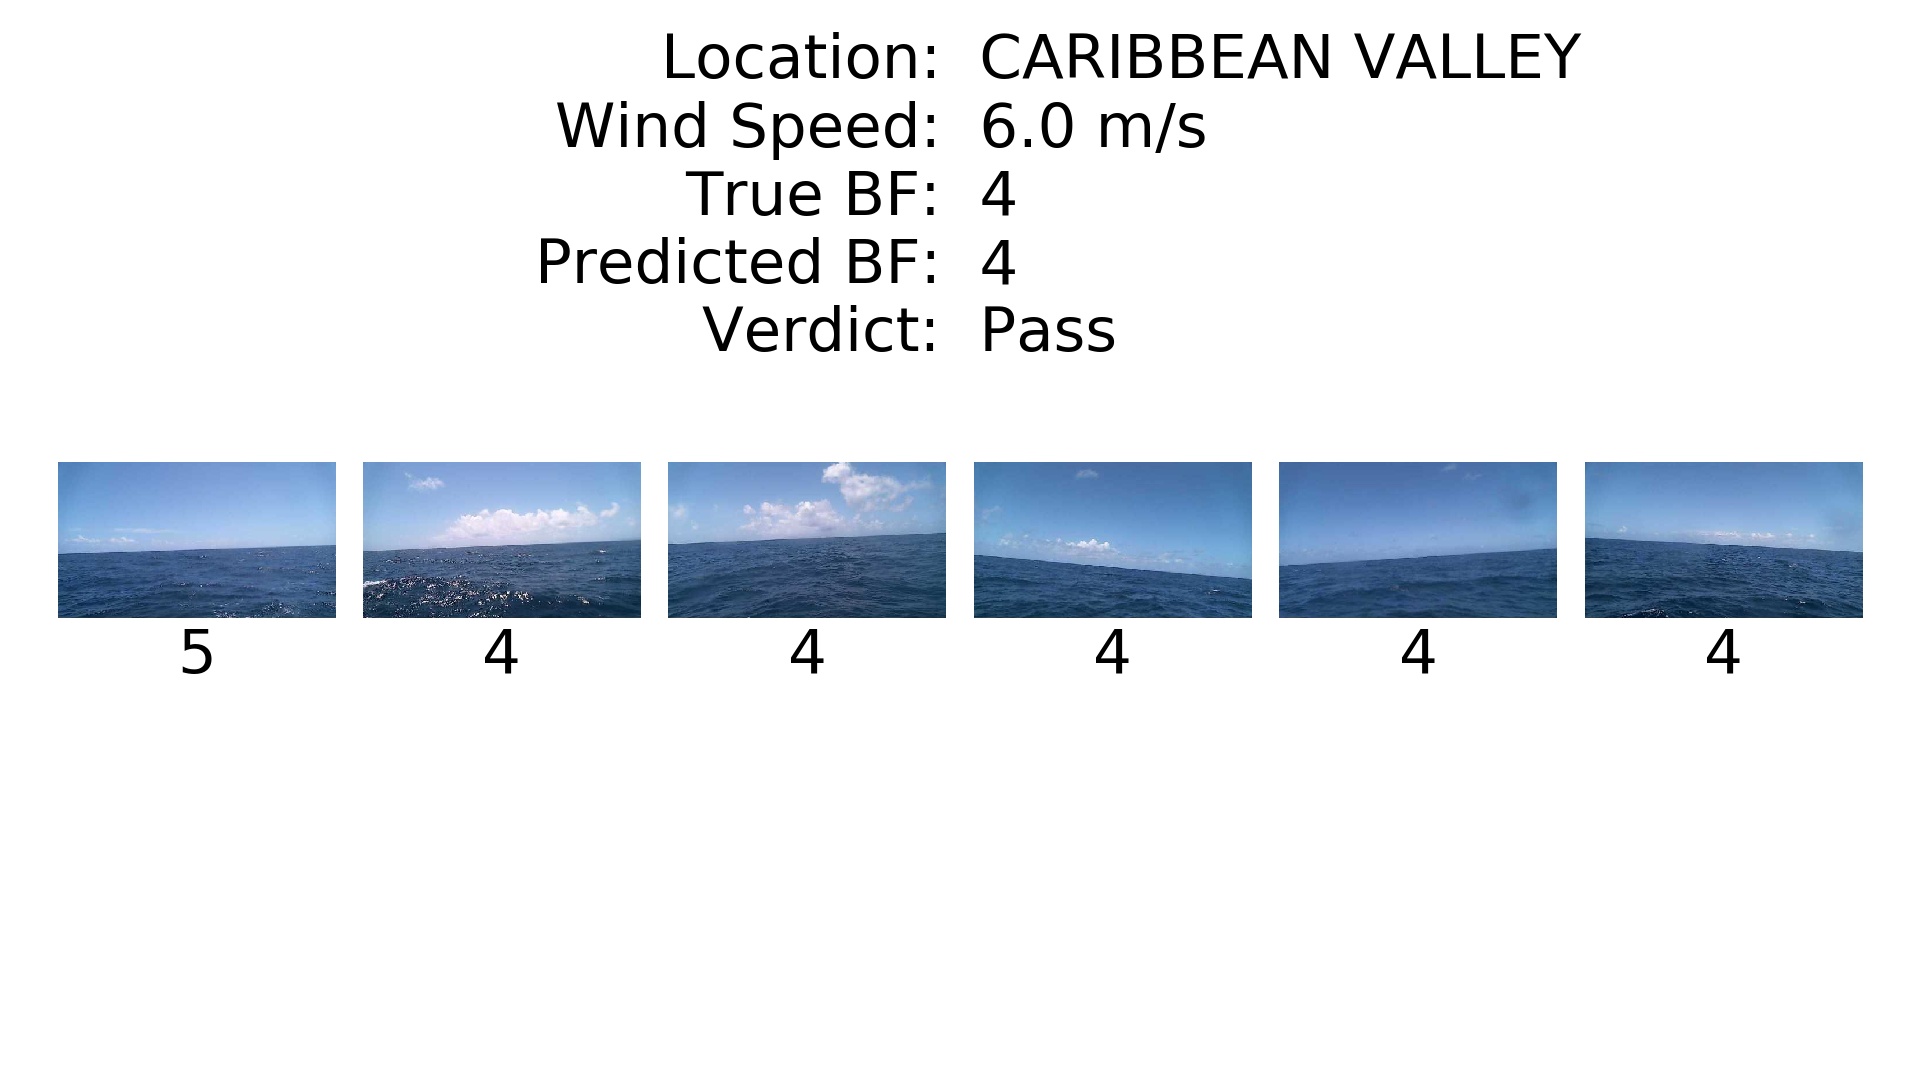 Location: CARIBBEAN VALLEY
Wind Speed: 6.0 m/s
True BF: 4
Predicted BF: 4
Verdict: Pass
5 4 4 4 4 4